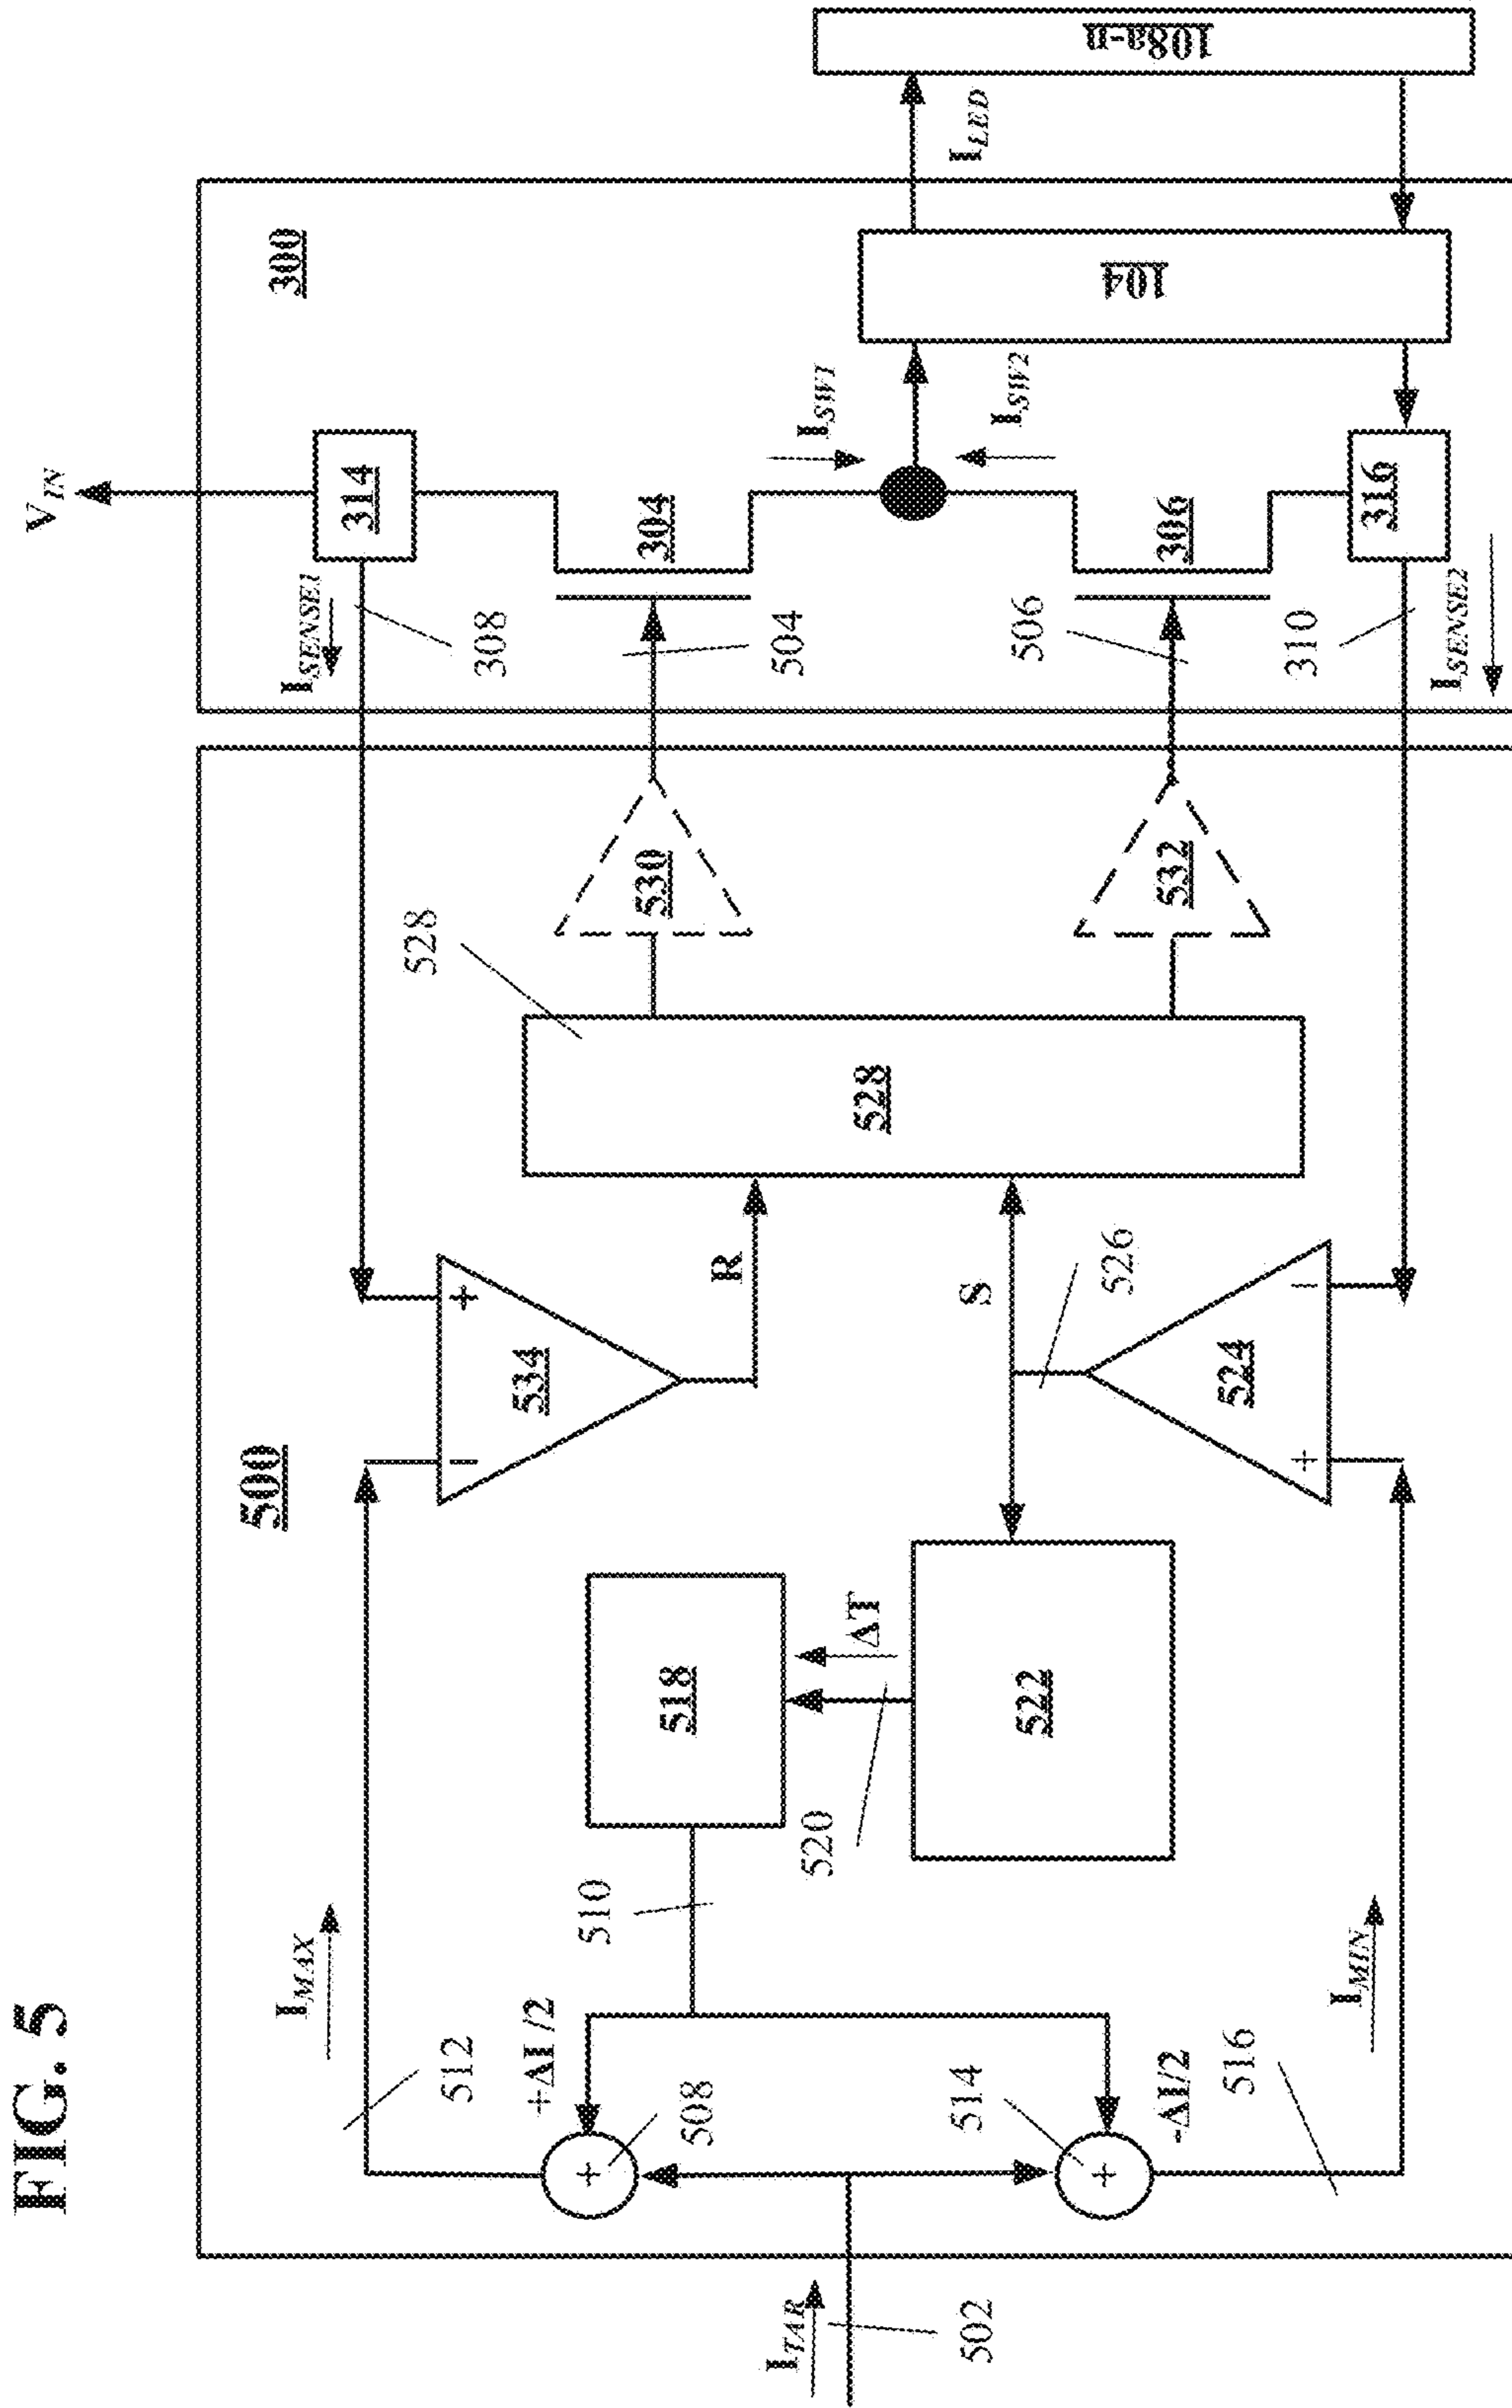 FIG. 5
500
300
V_IN
I_TAR
502
I_MAX
512
+ΔI /2
508
+
514
+
-ΔI/2
516
I_MIN
510
518
ΔT
520
522
534
−
+
R
S
526
524
+
−
528
528
530
532
504
506
I_SENSE1
308
310
I_SENSE2
314
304
306
316
I_SW1
I_SW2
104
I_LED
108a-n